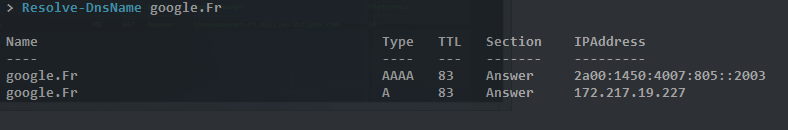 > Resolve-DnsName google.Fr
Name Type TTL Section IPAddress
---- ---- --- ------- ---------
google.Fr AAAA 83 Answer 2a00:1450:4007:805::2003
google.Fr A 83 Answer 172.217.19.227